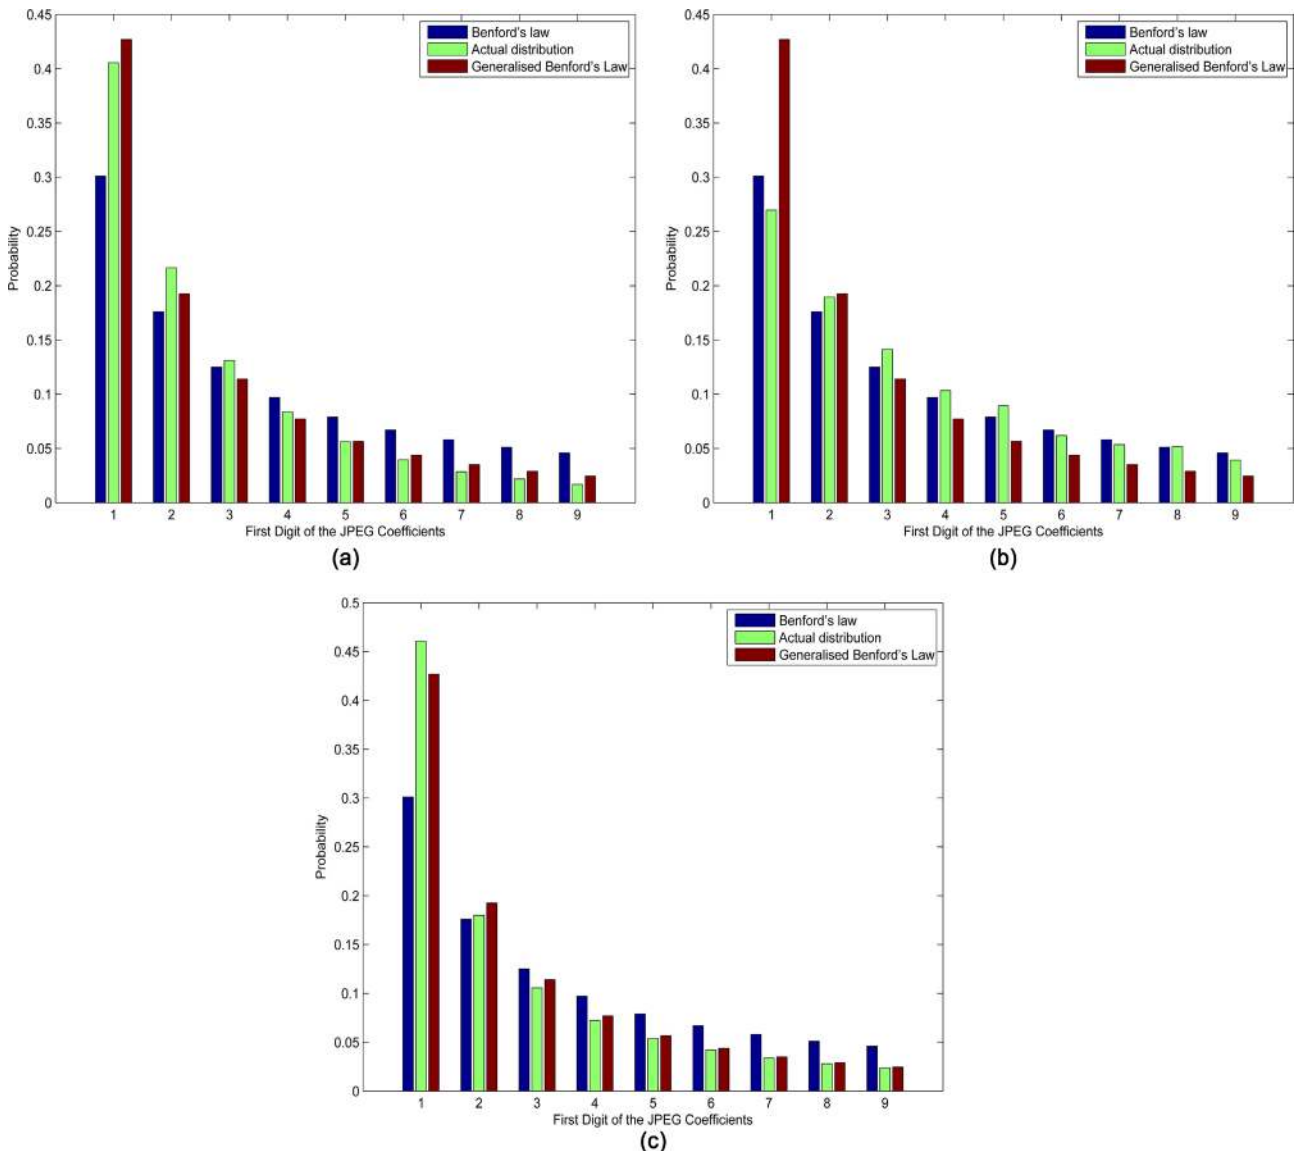 0.45
0.4
0.35
0.3
0.25
0.2
0.15
0.1
0.05
0
Probability
Benford's law
Actual distribution
Generalised Benford's Law
1 2 3 4 5 6 7 8 9
First Digit of the JPEG Coefficients
(a)
0.45
0.4
0.35
0.3
0.25
0.2
0.15
0.1
0.05
0
Probability
Benford's law
Actual distribution
Generalised Benford's Law
1 2 3 4 5 6 7 8 9
First Digit of the JPEG Coefficients
(b)
0.5
0.45
0.4
0.35
0.3
0.25
0.2
0.15
0.1
0.05
0
Probability
Benford's law
Actual distribution
Generalised Benford's Law
1 2 3 4 5 6 7 8 9
First Digit of the JPEG Coefficients
(c)